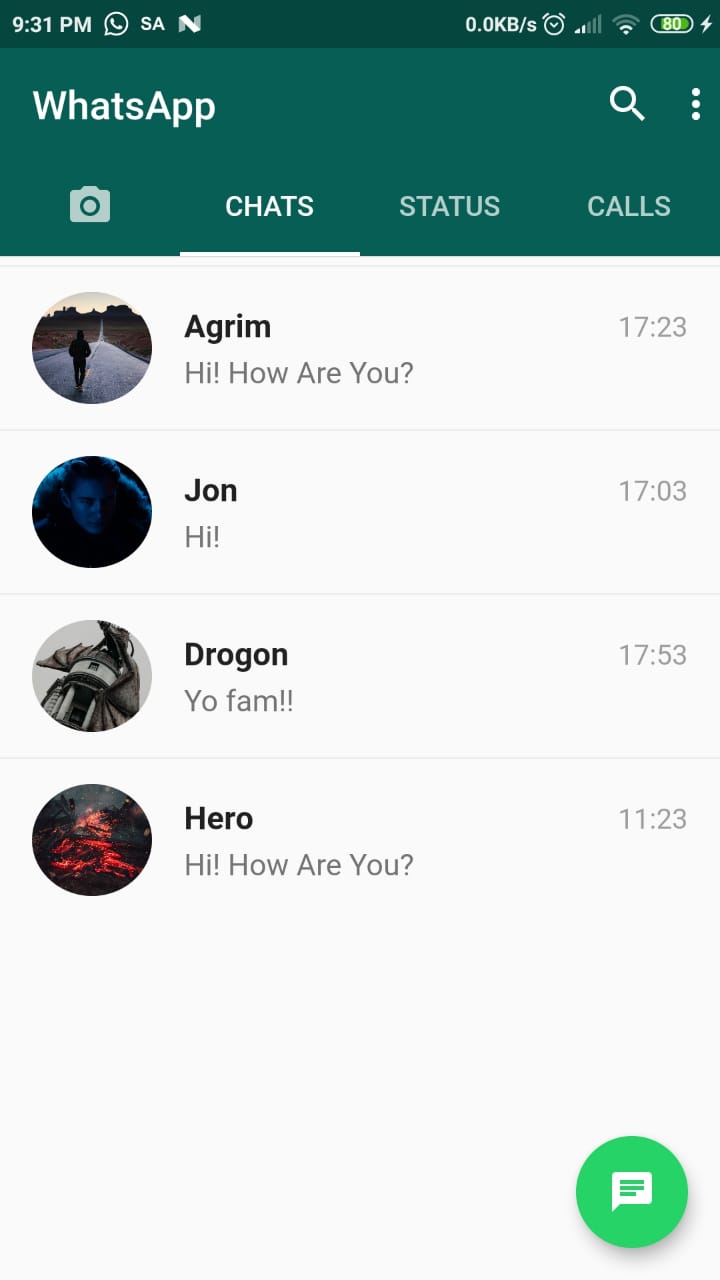 9:31 PM SA 0.0KB/s 80
WhatsApp
CHATS STATUS CALLS
Agrim 17:23
Hi! How Are You?
Jon 17:03
Hi!
Drogon 17:53
Yo fam!!
Hero 11:23
Hi! How Are You?